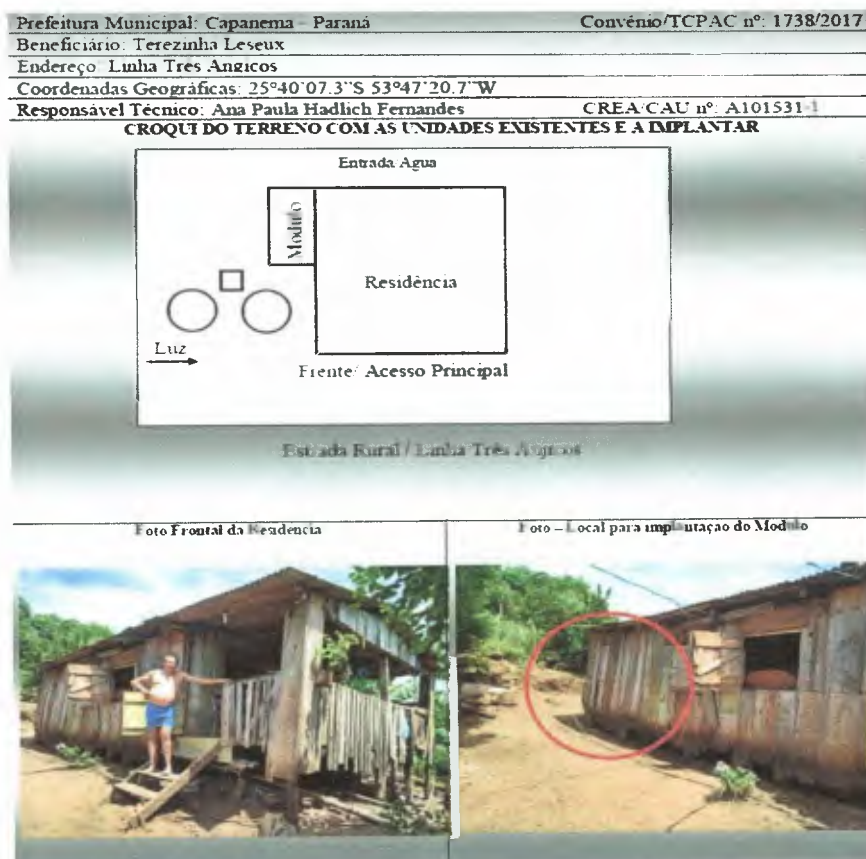 Prefeitura Municipal: Capanema - Paraná Convênio/TCPAC nº: 1738/2017
Beneficiário: Terezinha Leseux
Endereço: Linha Tres Angicos
Coordenadas Geográficas: 25°40'07.3"S 53°47'20.7"W
Responsável Técnico: Ana Paula Hadlich Fernandes CREA/CAU nº: A101531-1
CROQUI DO TERRENO COM AS UNIDADES EXISTENTES E A IMPLANTAR
Entrada Agua
Modulo
Residência
Luz
Frente/ Acesso Principal
Estrada Rural / Linha Três Angicos
Foto Frontal da Residencia
Foto – Local para implantação do Modulo